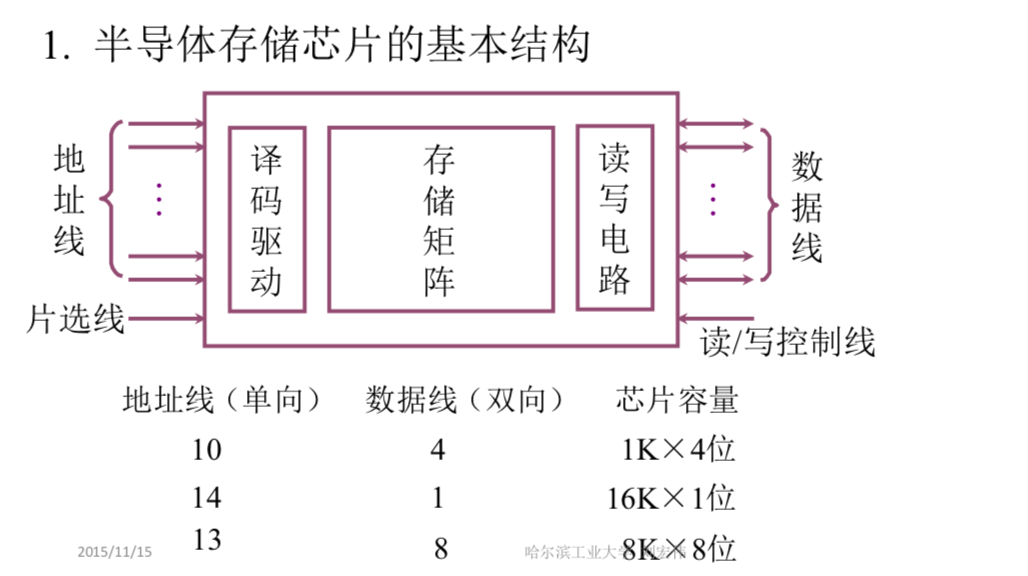 1. 半导体存储芯片的基本结构
地址线
译码驱动
存储矩阵
读写电路
数据线
片选线
读/写控制线
地址线（单向） 数据线（双向） 芯片容量
10 4 1K×4位
14 1 16K×1位
13 8 8K×8位
2015/11/15 哈尔滨工业大学